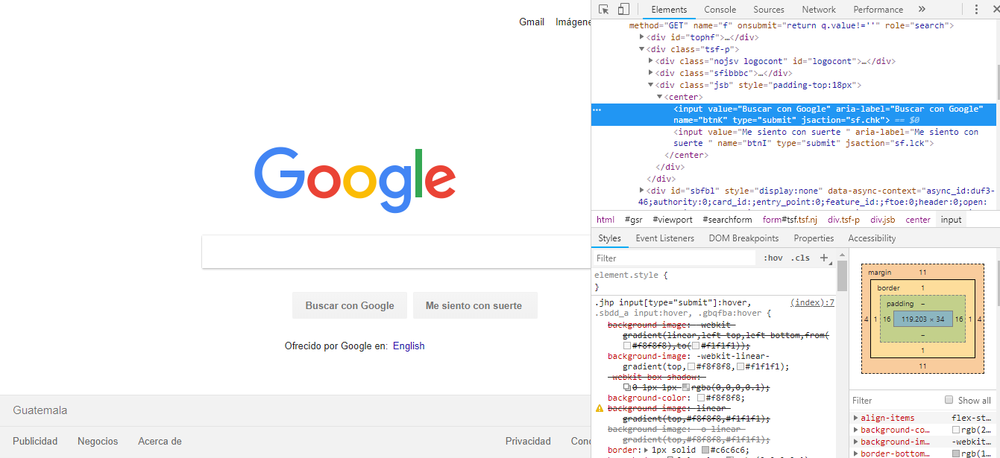 Gmail Imágene
Google
Buscar con Google
Me siento con suerte
Ofrecido por Google en: English
Guatemala
Publicidad Negocios Acerca de Privacidad Conc
Elements Console Sources Network Performance »
method="GET" name="f" onsubmit="return q.value!=''" role="search">
<div id="tophf">…</div>
<div class="tsf-p">
<div class="nojsv logocont" id="logocont">…</div>
<div class="sfibbbc">…</div>
<div class="jsb" style="padding-top:18px">
<center>
<input value="Buscar con Google" aria-label="Buscar con Google"
name="btnK" type="submit" jsaction="sf.chk"> == $0
<input value="Me siento con suerte " aria-label="Me siento con
suerte " name="btnI" type="submit" jsaction="sf.lck">
</center>
</div>
</div>
<div id="sbfbl" style="display:none" data-async-context="async_id:duf3-
46;authority:0;card_id:;entry_point:0;feature_id:;ftoe:0;header:0;open:
html #gsr #viewport #searchform form#tsf.tsf.nj div.tsf-p div.jsb center input
Styles Event Listeners DOM Breakpoints Properties Accessibility
Filter :hov .cls +
element.style {
}
.jhp input[type="submit"]:hover, (index):7
.sbdd_a input:hover, .gbqfba:hover {
background-image: -webkit-
gradient(linear,left top,left bottom,from(
#f8f8f8),to(#f1f1f1));
background-image: -webkit-linear-
gradient(top,#f8f8f8,#f1f1f1);
-webkit-box-shadow:
0 1px 1px rgba(0,0,0,0.1);
background-color: #f8f8f8;
background-image: linear-
gradient(top,#f8f8f8,#f1f1f1);
background-image: -o-linear-
gradient(top,#f8f8f8,#f1f1f1);
border: 1px solid #c6c6c6;
margin 11
border 1
padding –
4 1 16 119.203 × 34 16 1 4
–
1
11
Filter Show all
align-items flex-st…
background-co… rgb(2…
background-im… -webkit…
border-bottom… rgb(1…